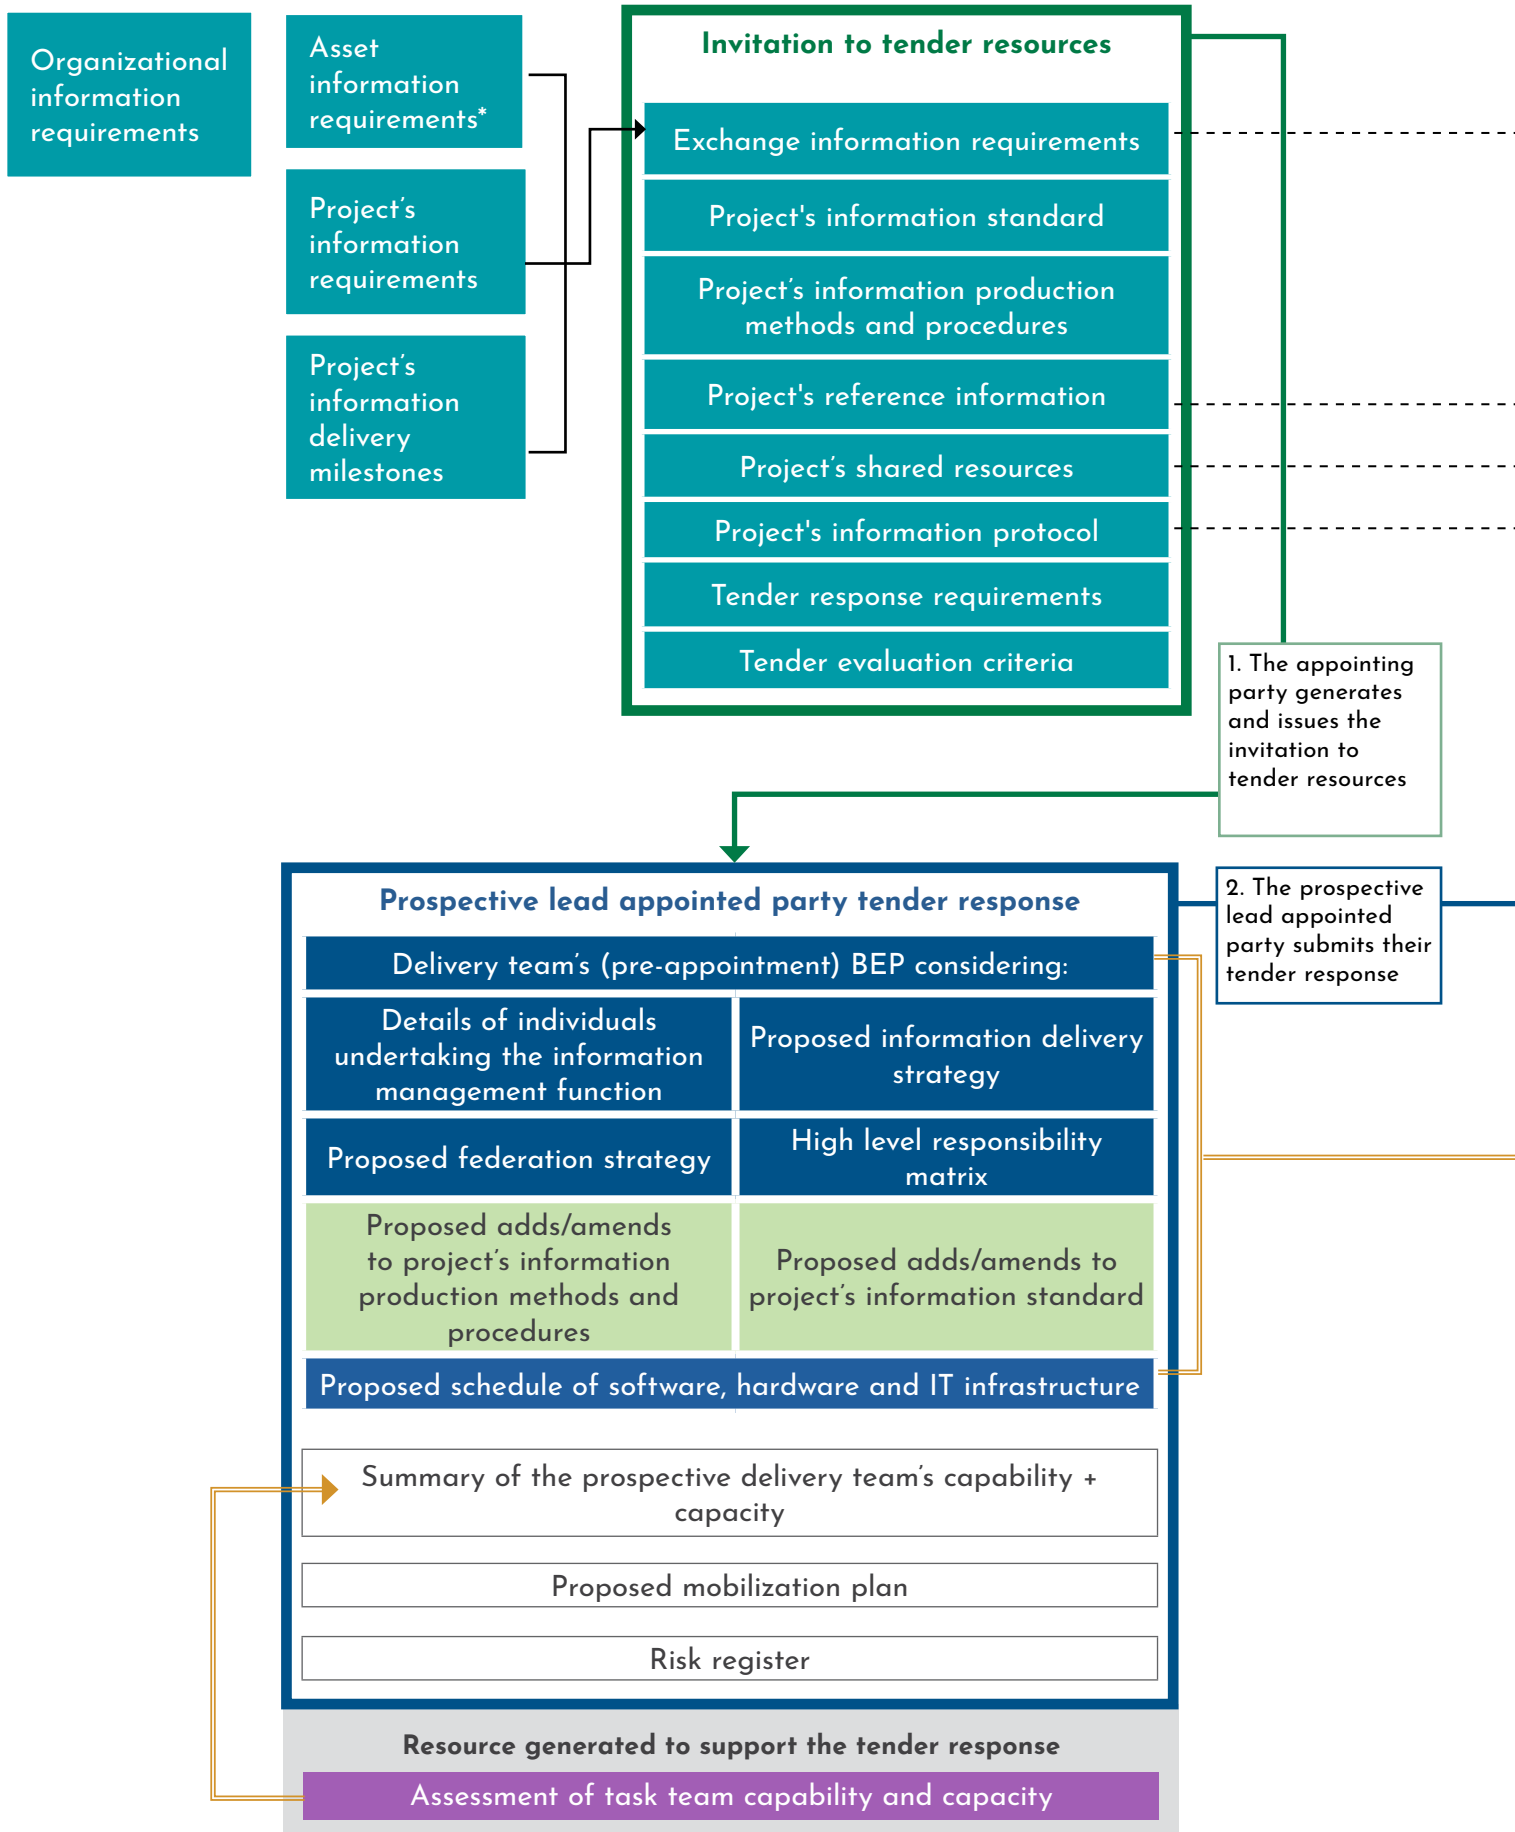 Organizational
information
requirements
Asset
information
requirements*
Project’s
information
requirements
Project’s
information
delivery
milestones
Invitation to tender resources
Exchange information requirements
Project's information standard
Project’s information production
methods and procedures
Project's reference information
Project’s shared resources
Project's information protocol
Tender response requirements
Tender evaluation criteria
1. The appointing
party generates
and issues the
invitation to
tender resources
Prospective lead appointed party tender response
2. The prospective
lead appointed
party submits their
tender response
Delivery team’s (pre-appointment) BEP considering:
Details of individuals
undertaking the information
management function
Proposed information delivery
strategy
Proposed federation strategy
High level responsibility
matrix
Proposed adds/amends
to project’s information
production methods and
procedures
Proposed adds/amends to
project’s information standard
Proposed schedule of software, hardware and IT infrastructure
Summary of the prospective delivery team’s capability +
capacity
Proposed mobilization plan
Risk register
Resource generated to support the tender response
Assessment of task team capability and capacity